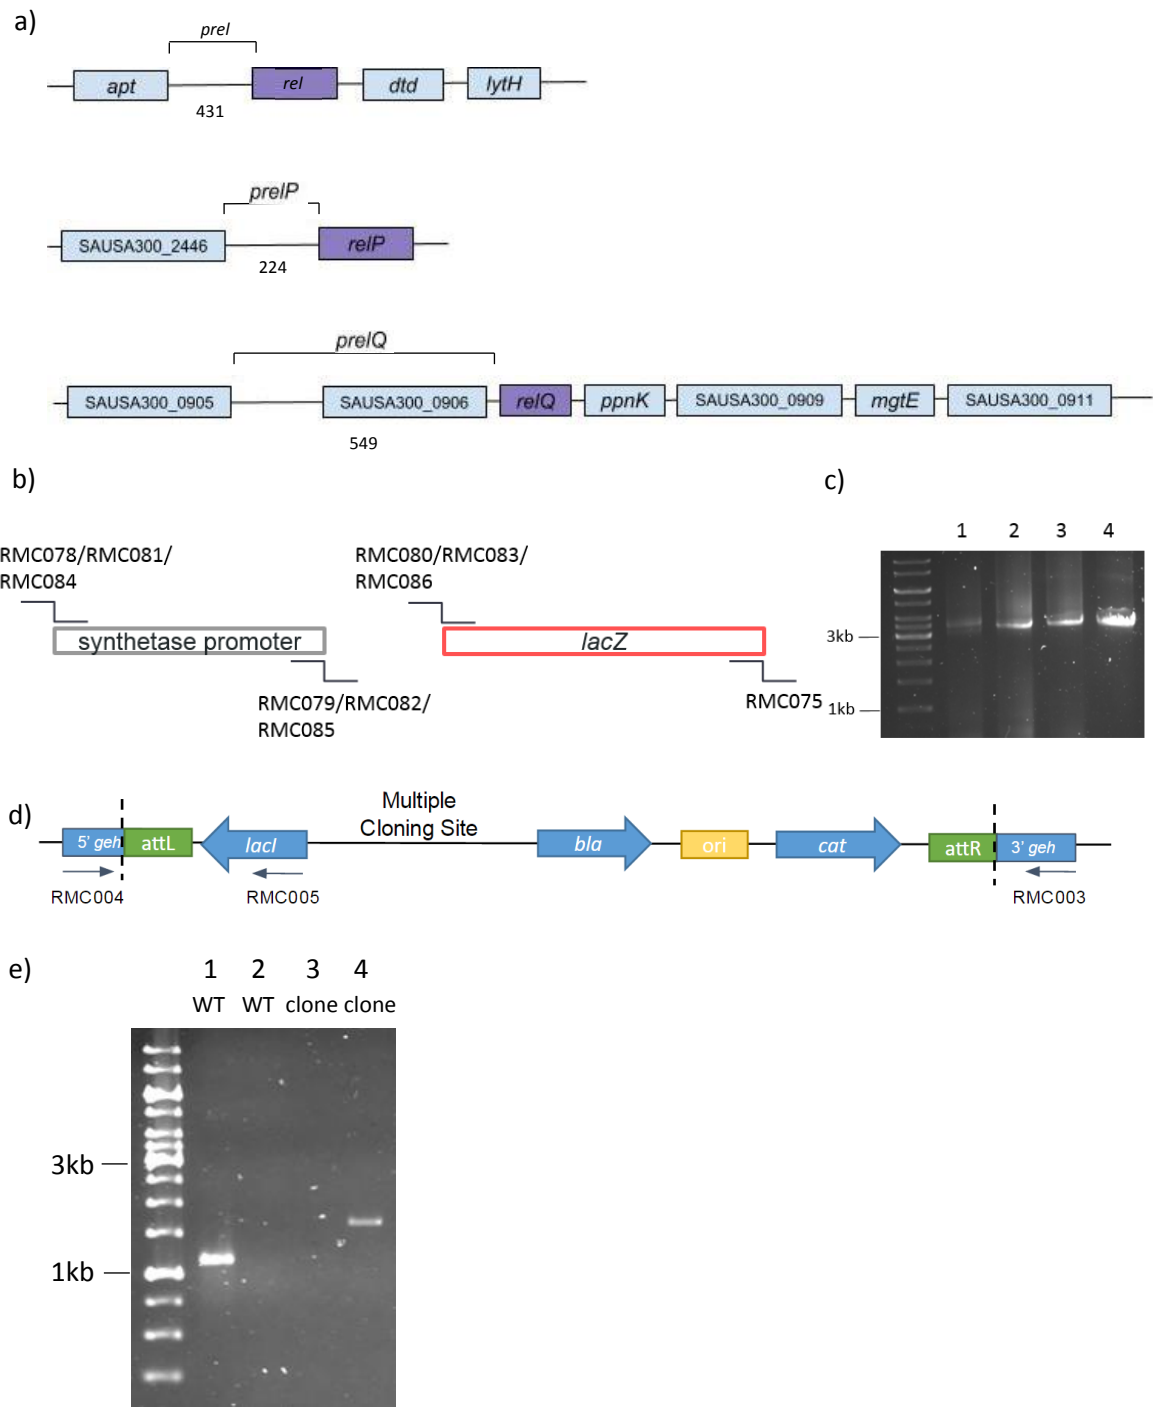 a)
prel
apt
rel
dtd
lytH
431
prelP
SAUSA300_2446
relP
224
prelQ
SAUSA300_0905
SAUSA300_0906
relQ
ppnK
SAUSA300_0909
mgtE
SAUSA300_0911
549
b)
RMC078/RMC081/
RMC084
RMC080/RMC083/
RMC086
synthetase promoter
lacZ
RMC079/RMC082/
RMC085
RMC075
c)
1 2 3 4
3kb
1kb
d)
Multiple
Cloning Site
5' geh
attL
lacI
bla
ori
cat
attR
3' geh
RMC004
RMC005
RMC003
e)
1 2 3 4
WT WT clone clone
3kb
1kb